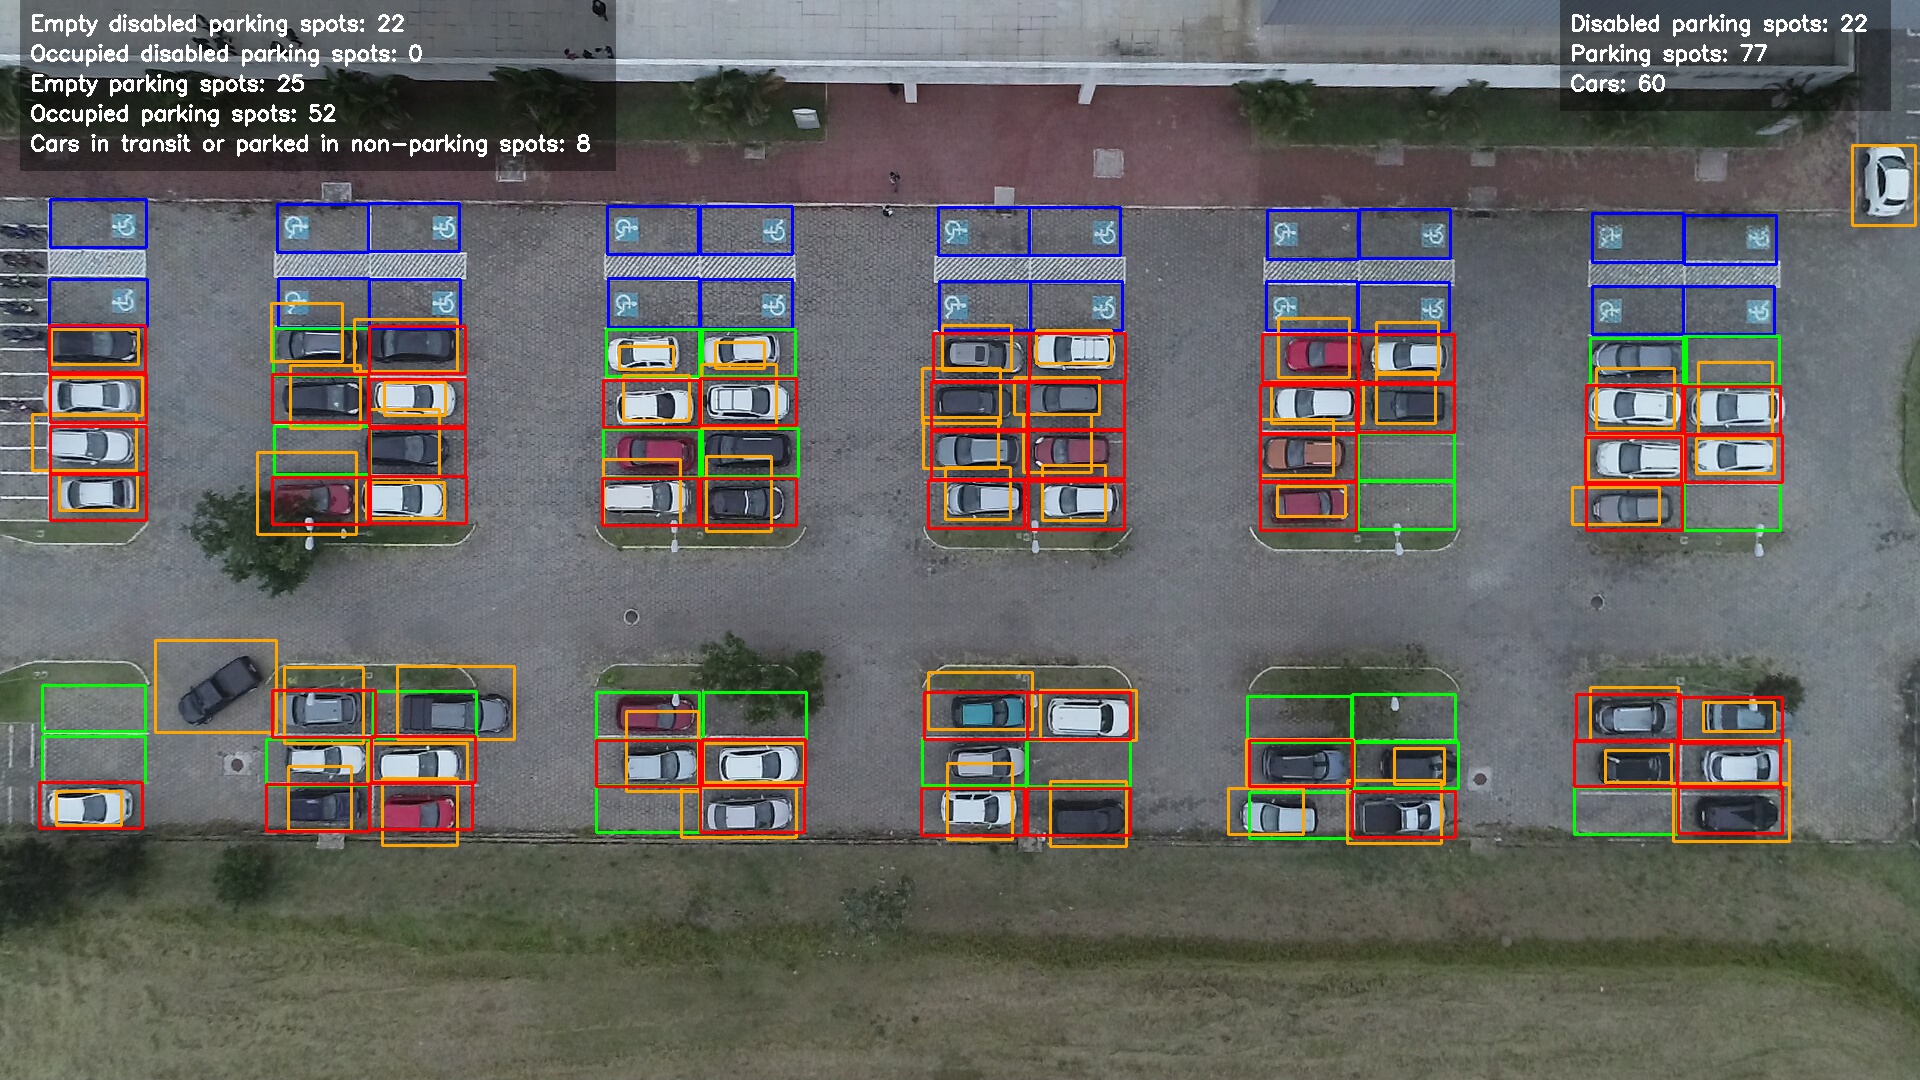 Empty disabled parking spots: 22
Occupied disabled parking spots: 0
Empty parking spots: 25
Occupied parking spots: 52
Cars in transit or parked in non-parking spots: 8
Disabled parking spots: 22
Parking spots: 77
Cars: 60